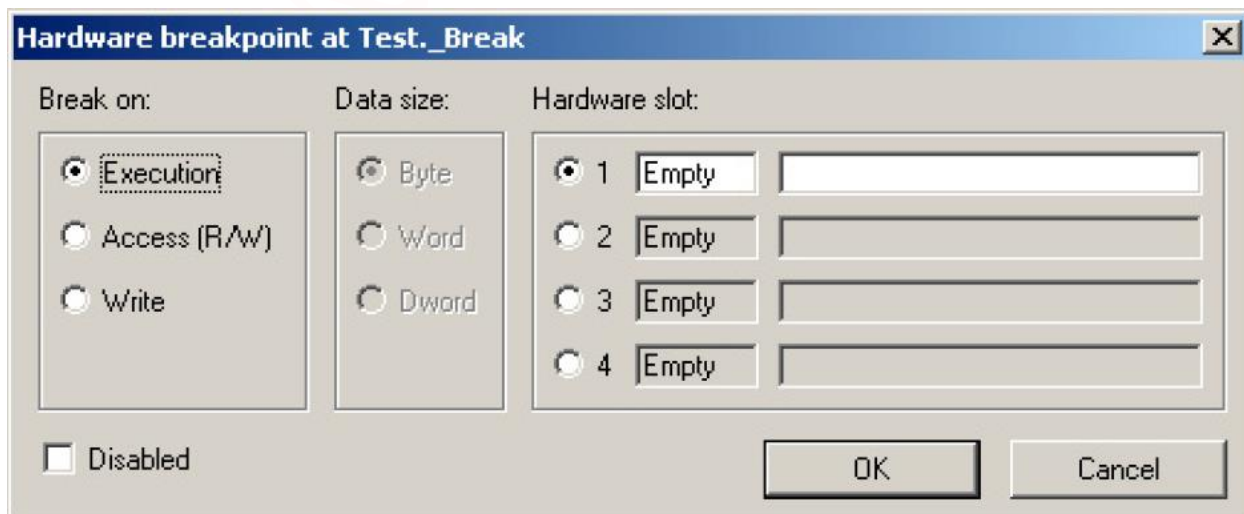 Hardware breakpoint at Test._Break
Break on: Data size: Hardware slot:
Execution Byte 1 Empty
Access (R/W) Word 2 Empty
Write Dword 3 Empty
4 Empty
Disabled OK Cancel